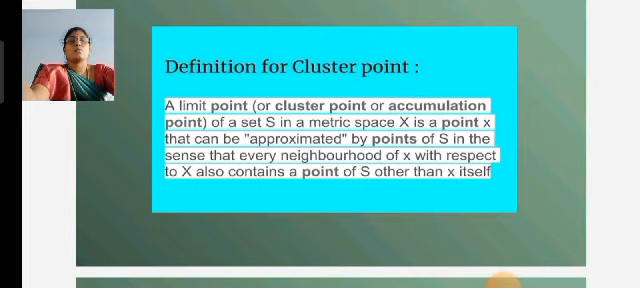 Definition for Cluster point :
A limit point (or cluster point or accumulation
point) of a set S in a metric space X is a point x
that can be "approximated" by points of S in the
sense that every neighbourhood of x with respect
to X also contains a point of S other than x itself